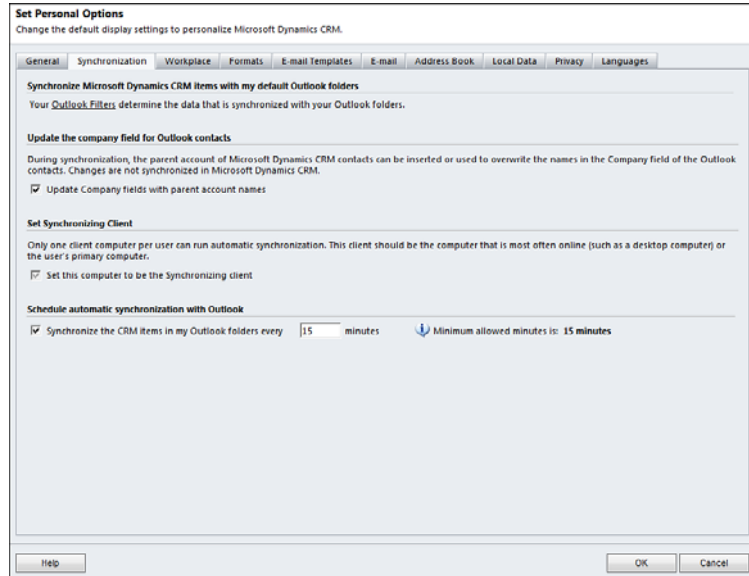 Set Personal Options
Change the default display settings to personalize Microsoft Dynamics CRM.
General Synchronization Workplace Formats E-mail Templates E-mail Address Book Local Data Privacy Languages
Synchronize Microsoft Dynamics CRM items with my default Outlook folders
Your Outlook Filters determine the data that is synchronized with your Outlook folders.
Update the company field for Outlook contacts
During synchronization, the parent account of Microsoft Dynamics CRM contacts can be inserted or used to overwrite the names in the Company field of the Outlook
contacts. Changes are not synchronized in Microsoft Dynamics CRM.
Update Company fields with parent account names
Set Synchronizing Client
Only one client computer per user can run automatic synchronization. This client should be the computer that is most often online (such as a desktop computer) or
the user's primary computer.
Set this computer to be the Synchronizing client
Schedule automatic synchronization with Outlook
Synchronize the CRM items in my Outlook folders every 15 minutes Minimum allowed minutes is: 15 minutes
Help OK Cancel